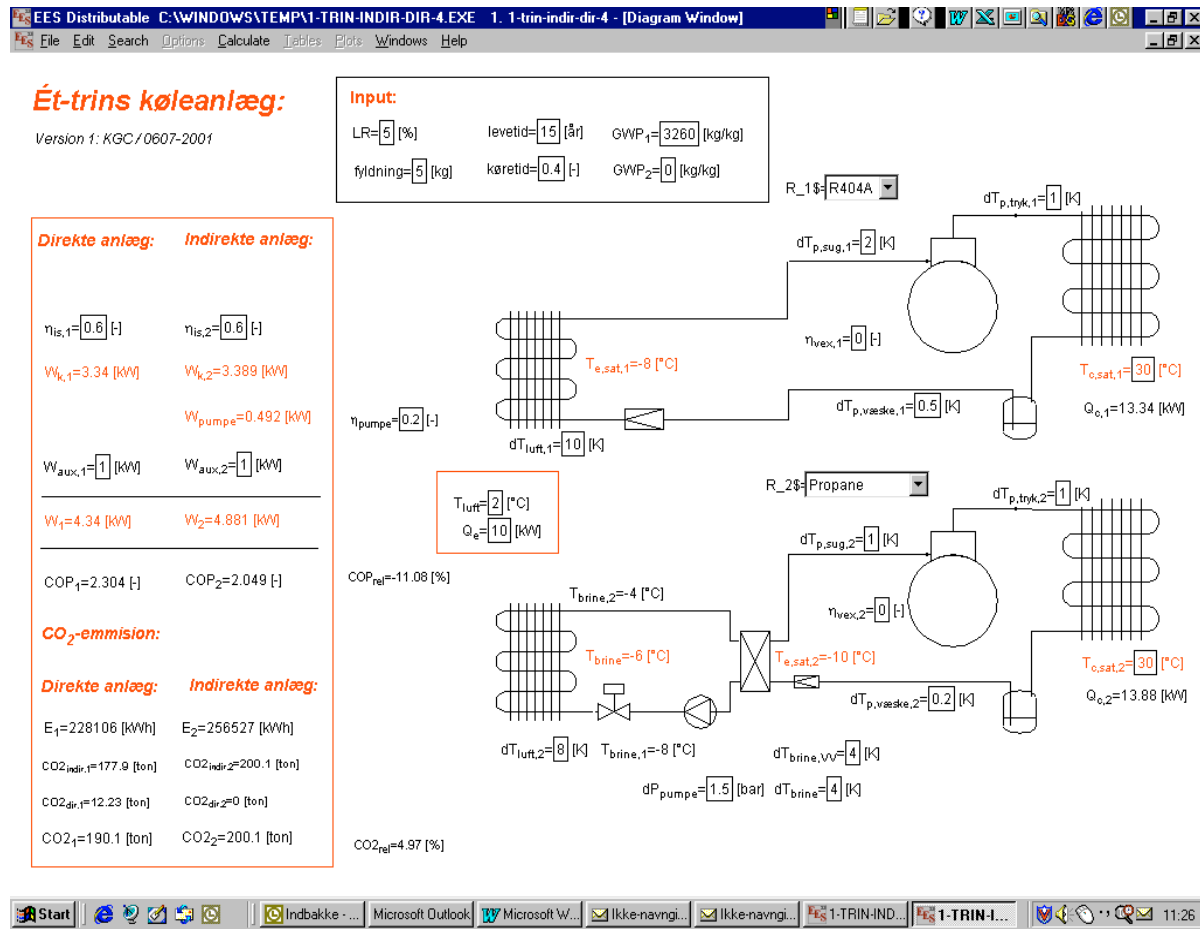 EES Distributable C:\WINDOWS\TEMP\1-TRIN-INDIR-DIR-4.EXE 1. 1-trin-indir-dir-4 - [Diagram Window]
File Edit Search Options Calculate Tables Plots Windows Help
Ét-trins køleanlæg:
Version 1: KGC / 0607-2001
Input:
LR=5 [%] levetid=15 [år] GWP1=3260 [kg/kg]
fyldning=5 [kg] køretid=0.4 [-] GWP2=0 [kg/kg]
R_1$=R404A
dTp,tryk,1=1 [K]
dTp,sug,1=2 [K]
ηvex,1=0 [-]
Te,sat,1=-8 [°C]
Tc,sat,1=30 [°C]
dTp,væske,1=0.5 [K]
Qc,1=13.34 [kW]
ηpumpe=0.2 [-]
dTluft,1=10 [K]
Direkte anlæg: Indirekte anlæg:
ηis,1=0.6 [-] ηis,2=0.6 [-]
Wk,1=3.34 [kW] Wk,2=3.389 [kW]
Wpumpe=0.492 [kW]
Waux,1=1 [kW] Waux,2=1 [kW]
W1=4.34 [kW] W2=4.881 [kW]
COP1=2.304 [-] COP2=2.049 [-]
COPrel=-11.08 [%]
CO2-emmision:
Direkte anlæg: Indirekte anlæg:
E1=228106 [kWh] E2=256527 [kWh]
CO2indir,1=177.9 [ton] CO2indir,2=200.1 [ton]
CO2dir,1=12.23 [ton] CO2dir,2=0 [ton]
CO21=190.1 [ton] CO22=200.1 [ton]
CO2rel=4.97 [%]
Tluft=2 [°C]
Qe=10 [kW]
R_2$=Propane
dTp,tryk,2=1 [K]
dTp,sug,2=1 [K]
Tbrine,2=-4 [°C]
ηvex,2=0 [-]
Tbrine=-6 [°C]
Te,sat,2=-10 [°C]
Tc,sat,2=30 [°C]
dTp,væske,2=0.2 [K]
Qc,2=13.88 [kW]
dTluft,2=8 [K] Tbrine,1=-8 [°C]
dTbrine,VV=4 [K]
dPpumpe=1.5 [bar] dTbrine=4 [K]
Start Indbakke - ... Microsoft Outlook Microsoft W... Ikke-navngi... Ikke-navngi... 1-TRIN-IND... 1-TRIN-I... 11:26